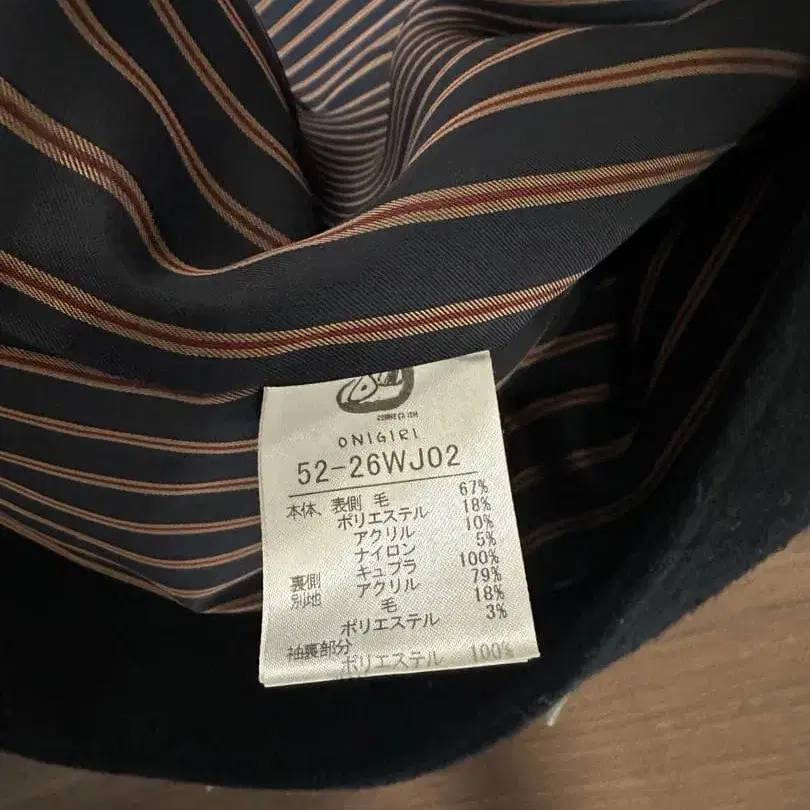 ONIGIRI
52-26WJ02
本体、表側 毛 67%
ポリエステル 18%
アクリル 10%
ナイロン 5%
裏側 キュプラ 100%
別地 アクリル 79%
毛 18%
ポリエステル 3%
袖裏部分
ポリエステル 100%